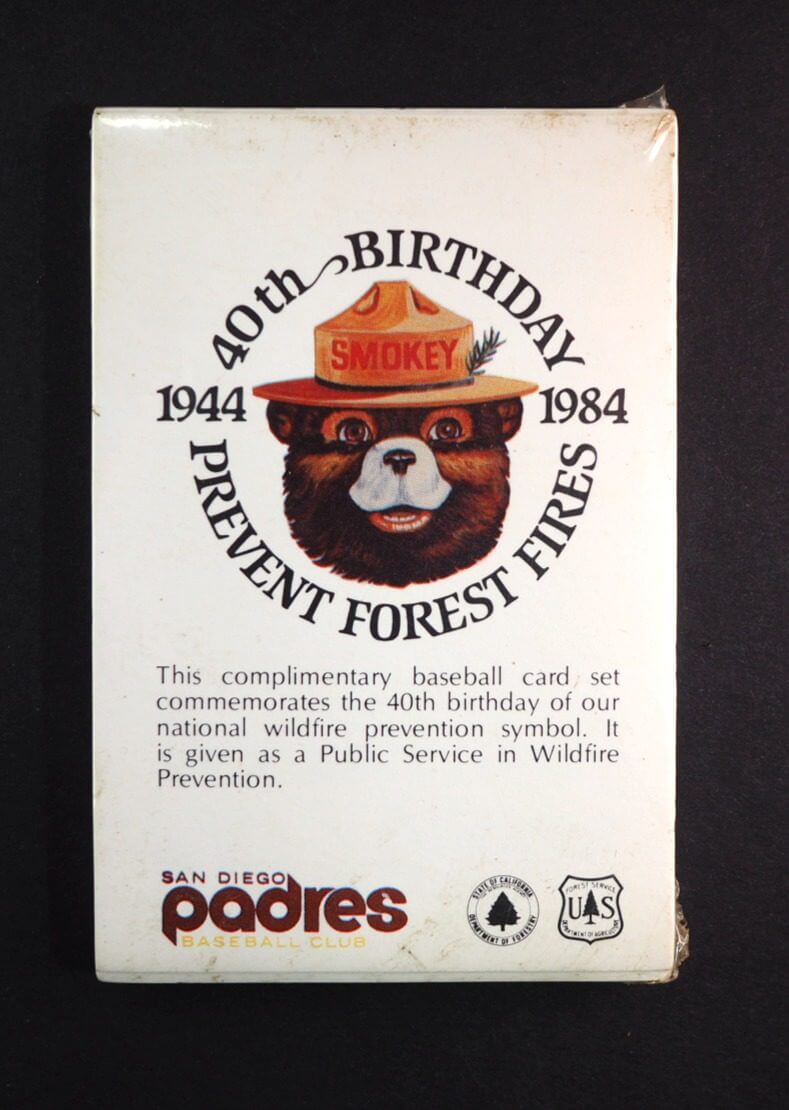 40th BIRTHDAY
SMOKEY
1944 1984
PREVENT FOREST FIRES
This complimentary baseball card set
commemorates the 40th birthday of our
national wildfire prevention symbol. It
is given as a Public Service in Wildfire
Prevention.
SAN DIEGO
padres
BASEBALL CLUB
STATE OF CALIFORNIA
DEPARTMENT OF FORESTRY
FOREST SERVICE
U S
DEPARTMENT OF AGRICULTURE